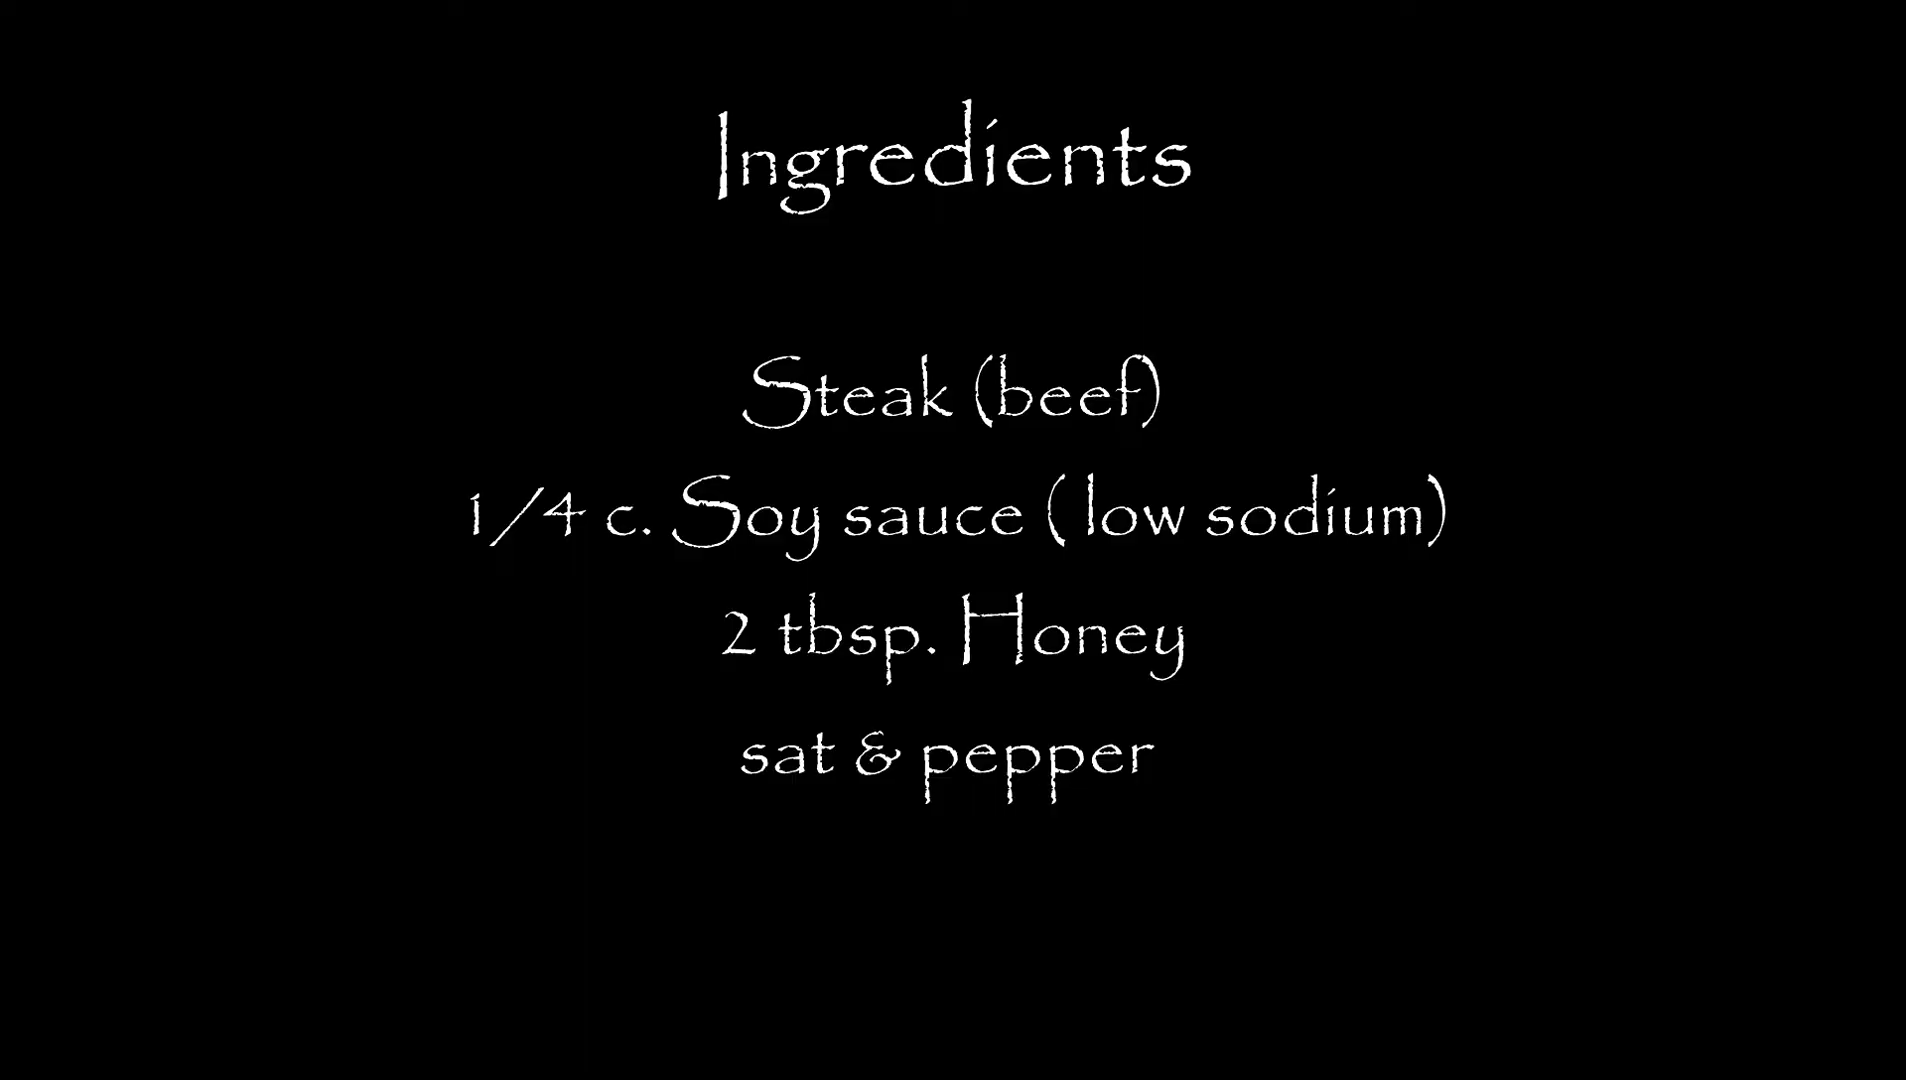 Ingredients
Steak (beef)
1/4 c. Soy sauce ( low sodium)
2 tbsp. Honey
sat & pepper